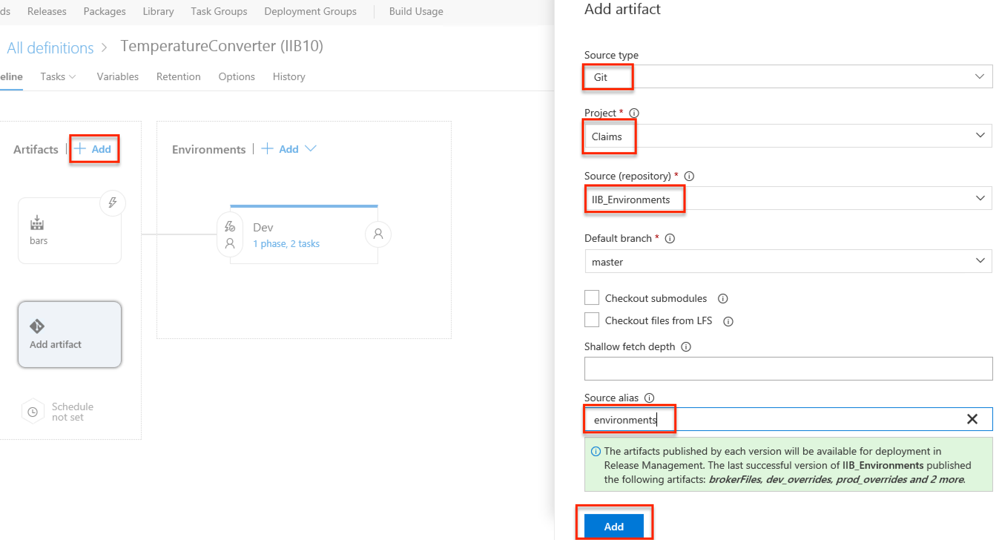 ds Releases Packages Library Task Groups Deployment Groups Build Usage
All definitions > TemperatureConverter (IIB10)
eline Tasks Variables Retention Options History
Artifacts | + Add
Environments | + Add
bars
Dev
1 phase, 2 tasks
Add artifact
Schedule
not set
Add artifact
Source type
Git
Project *
Claims
Source (repository) *
IIB_Environments
Default branch *
master
Checkout submodules
Checkout files from LFS
Shallow fetch depth
Source alias
environments
The artifacts published by each version will be available for deployment in
Release Management. The last successful version of IIB_Environments published
the following artifacts: brokerFiles, dev_overrides, prod_overrides and 2 more.
Add